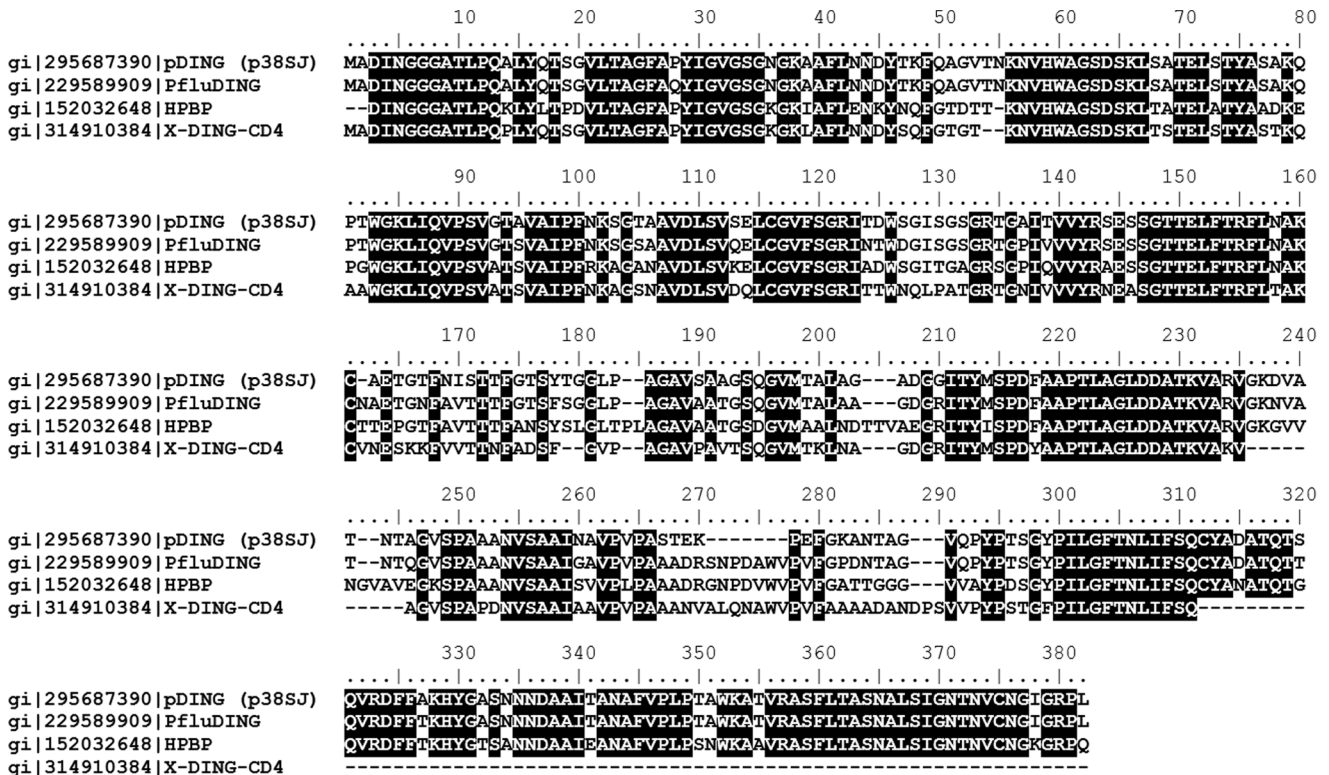 10 20 30 40 50 60 70 80
gi|295687390|pDING (p38SJ) MADINGGGATLPQALYQTSGVLTAGFAPYIGVGSGNGKAAFLNNDYTKFQAGVTNKNVHWAGSDSKLSATELSTYASAKQ
gi|229589909|PfluDING MADINGGGATLPQALYQTSGVLTAGFAQYIGVGSGNGKAAFLNNDYTKFQAGVTNKNVHWAGSDSKLSATELSTYASAKQ
gi|152032648|HPBP --DINGGGATLPQKLYLTPDVLTAGFAPYIGVGSGKGKIAFLENKYNQFGTDTT-KNVHWAGSDSKLTATELATYAADKE
gi|314910384|X-DING-CD4 MADINGGGATLPQPLYQTSGVLTAGFAPYIGVGSGKGKLAFLNNDYSQFGTGT--KNVHWAGSDSKLTSTELSTYASTKQ
90 100 110 120 130 140 150 160
gi|295687390|pDING (p38SJ) PTWGKLIQVPSVGTAVAIPFNKSGTAAVDLSVSELCGVFSGRITDWSGISGSGRTGAITVVYRSESSGTTELFTRFLNAK
gi|229589909|PfluDING PTWGKLIQVPSVGTSVAIPFNKSGSAAVDLSVQELCGVFSGRINTWDGISGSGRTGPIVVVYRSESSGTTELFTRFLNAK
gi|152032648|HPBP PGWGKLIQVPSVATSVAIPFRKAGANAVDLSVKELCGVFSGRIADWSGITGAGRSGPIQVVYRAESSGTTELFTRFLNAK
gi|314910384|X-DING-CD4 AAWGKLIQVPSVATSVAIPFNKAGSNAVDLSVDQLCGVFSGRITTWNQLPATGRTGNIVVVYRNEASGTTELFTRFLTAK
170 180 190 200 210 220 230 240
gi|295687390|pDING (p38SJ) C-AETGTFNISTTFGTSYTGGLP--AGAVSAAGSQGVMTALAG---ADGGITYMSPDFAAPTLAGLDDATKVARVGKDVA
gi|229589909|PfluDING CNAETGNFAVTTTFGTSFSGGLP--AGAVAATGSQGVMTALAA---GDGRITYMSPDFAAPTLAGLDDATKVARVGKNVA
gi|152032648|HPBP CTTEPGTFAVTTTFANSYSLGLTPLAGAVAATGSDGVMAALNDTTVAEGRITYISPDFAAPTLAGLDDATKVARVGKGVV
gi|314910384|X-DING-CD4 CVNESKKFVVTTNFADSF--GVP--AGAVPAVTSQGVMTKLNA---GDGRITYMSPDYAAPTLAGLDDATKVAKV-----
250 260 270 280 290 300 310 320
gi|295687390|pDING (p38SJ) T--NTAGVSPAAANVSAAINAVPVPASTEK-------PEFGKANTAG---VQPYPTSGYPILGFTNLIFSQCYADATQTS
gi|229589909|PfluDING T--NTQGVSPAAANVSAAIGAVPVPAAADRSNPDAWVPVFGPDNTAG---VQPYPTSGYPILGFTNLIFSQCYADATQTT
gi|152032648|HPBP NGVAVEGKSPAAANVSAAISVVPLPAAADRGNPDVWVPVFGATTGGG---VVAYPDSGYPILGFTNLIFSQCYANATQTG
gi|314910384|X-DING-CD4 -----AGVSPAPDNVSAAIAAVPVPAAANVALQNAWVPVFAAAADANDPSVVPYPSTGFPILGFTNLIFSQ---------
330 340 350 360 370 380
gi|295687390|pDING (p38SJ) QVRDFFAKHYGASNNNDAAITANAFVPLPTAWKATVRASFLTASNALSIGNTNVCNGIGRPL
gi|229589909|PfluDING QVRDFFTKHYGASNNNDAAITANAFVPLPTAWKATVRASFLTASNALSIGNTNVCNGIGRPL
gi|152032648|HPBP QVRDFFTKHYGTSANNDAAIEANAFVPLPSNWKAAVRASFLTASNALSIGNTNVCNGKGRPQ
gi|314910384|X-DING-CD4 --------------------------------------------------------------